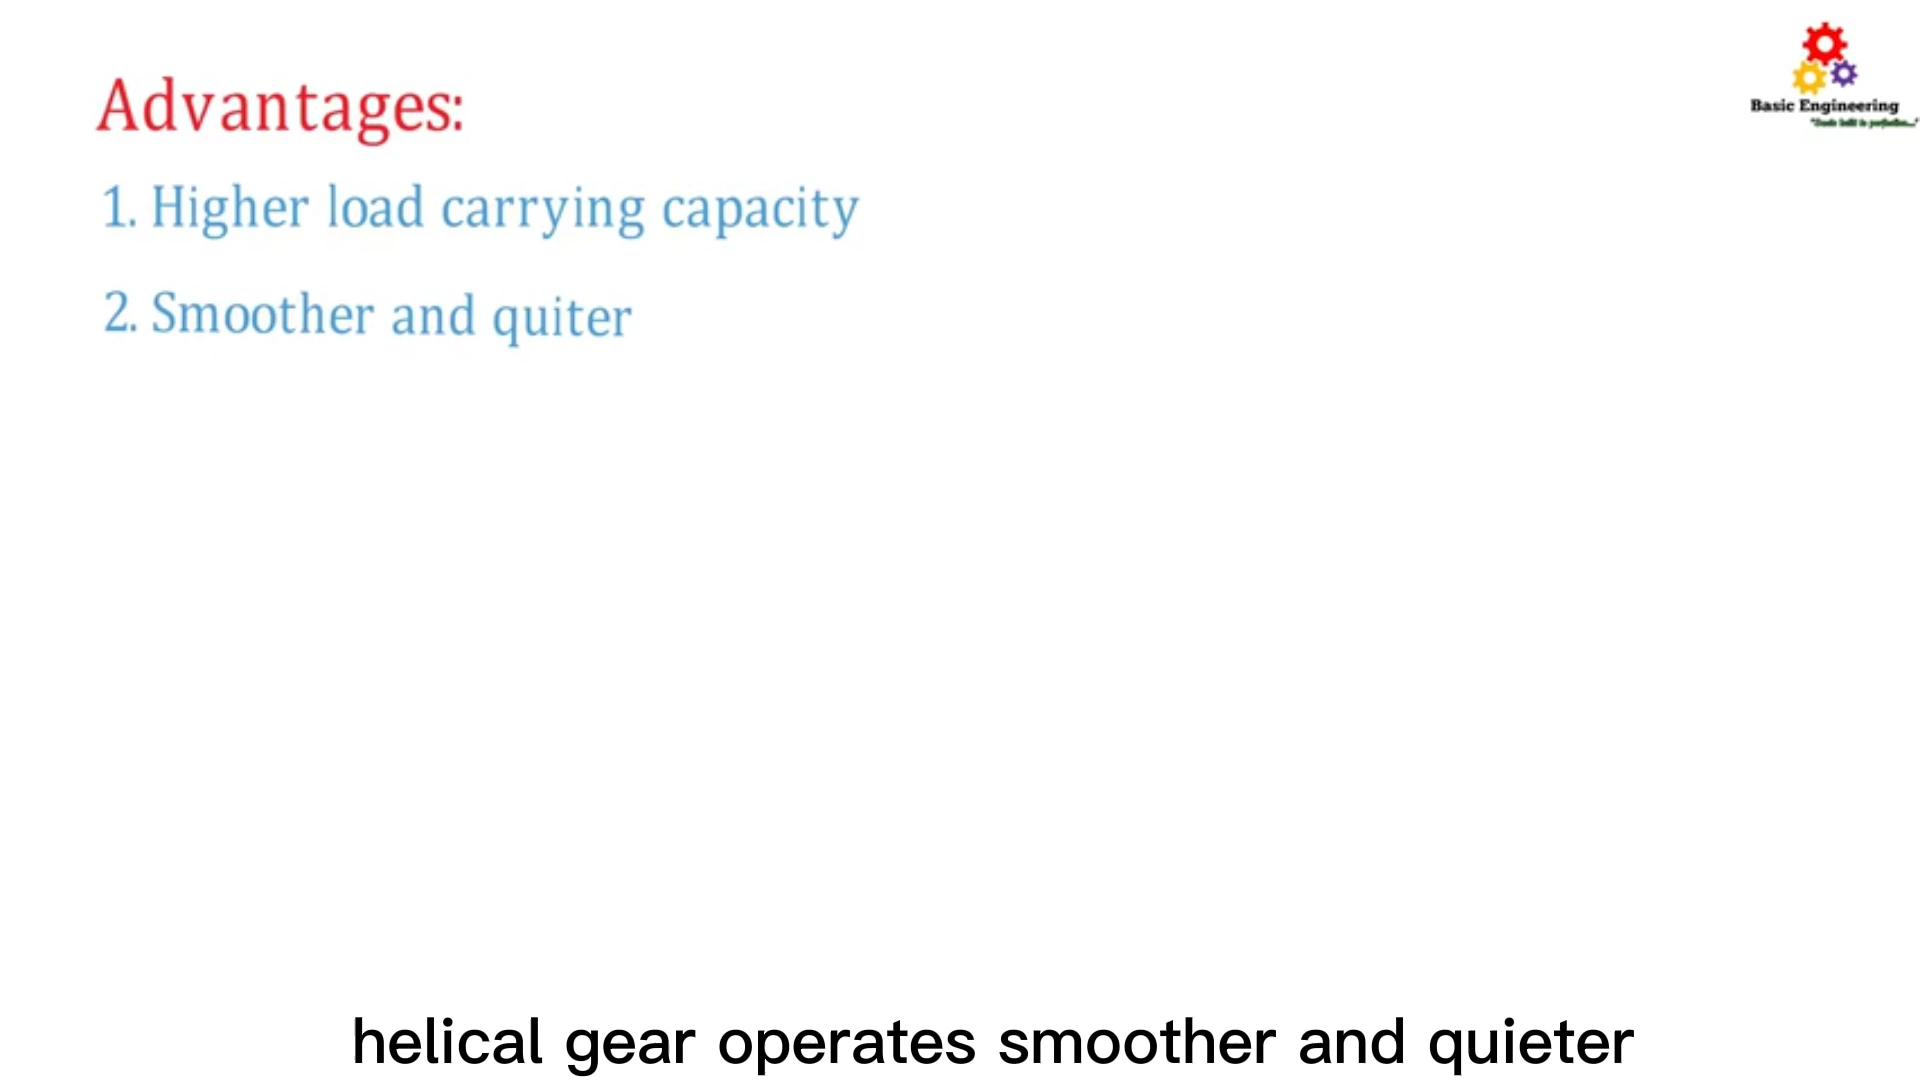 Advantages:
1. Higher load carrying capacity
2. Smoother and quiter
Basic Engineering
helical gear operates smoother and quieter